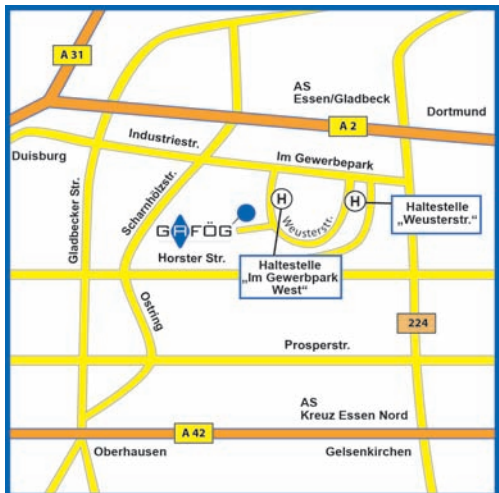 A 31
AS
Essen/Gladbeck
Dortmund
A 2
Industriestr.
Im Gewerbepark
Duisburg
Gladbecker Str.
Scharnhölzstr.
H
H
Weusterstr.
Haltestelle
„Weusterstr.“
GAFÖG
Horster Str.
Haltestelle
„Im Gewerbpark
West“
Ostring
224
Prosperstr.
AS
Kreuz Essen Nord
A 42
Oberhausen
Gelsenkirchen